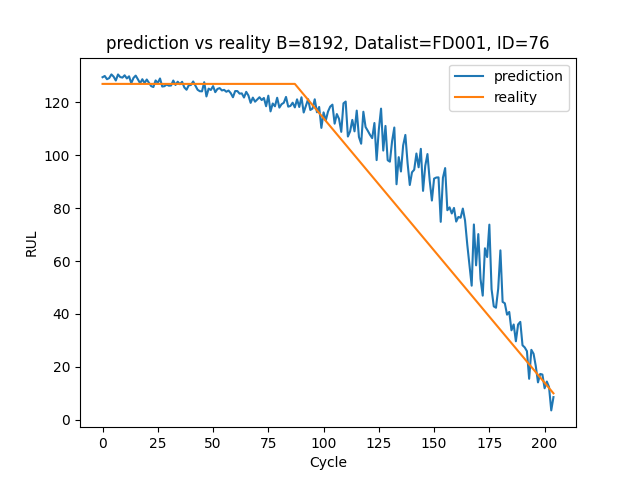 prediction vs reality B=8192, Datalist=FD001, ID=76
prediction
reality
RUL
120
100
80
60
40
20
0
0 25 50 75 100 125 150 175 200
Cycle